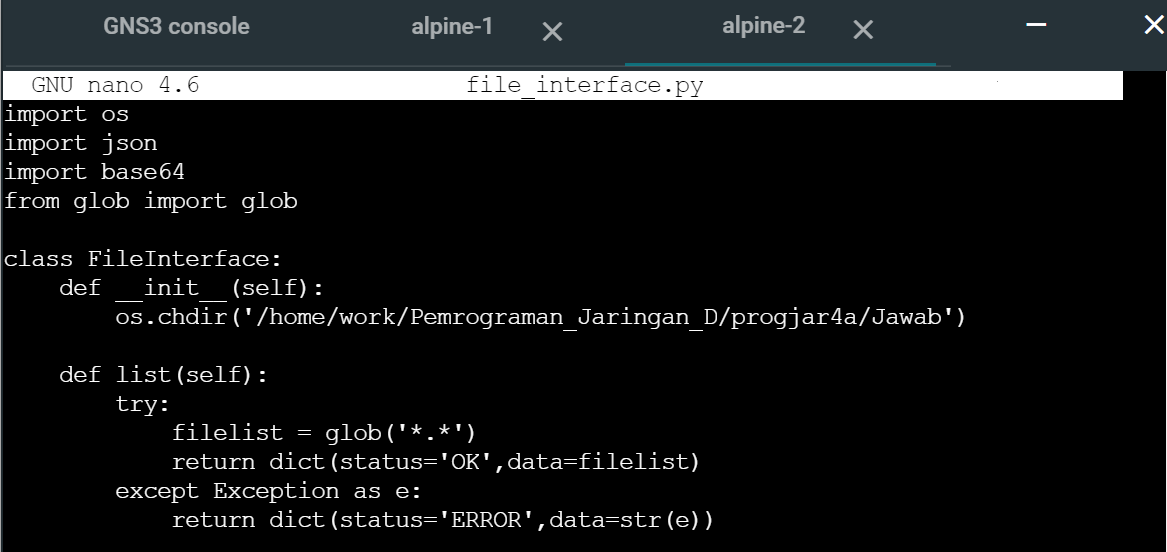 GNS3 console alpine-1 alpine-2
GNU nano 4.6 file_interface.py
import os
import json
import base64
from glob import glob

class FileInterface:
    def __init__(self):
        os.chdir('/home/work/Pemrograman_Jaringan_D/progjar4a/Jawab')

    def list(self):
        try:
            filelist = glob('*.*')
            return dict(status='OK',data=filelist)
        except Exception as e:
            return dict(status='ERROR',data=str(e))